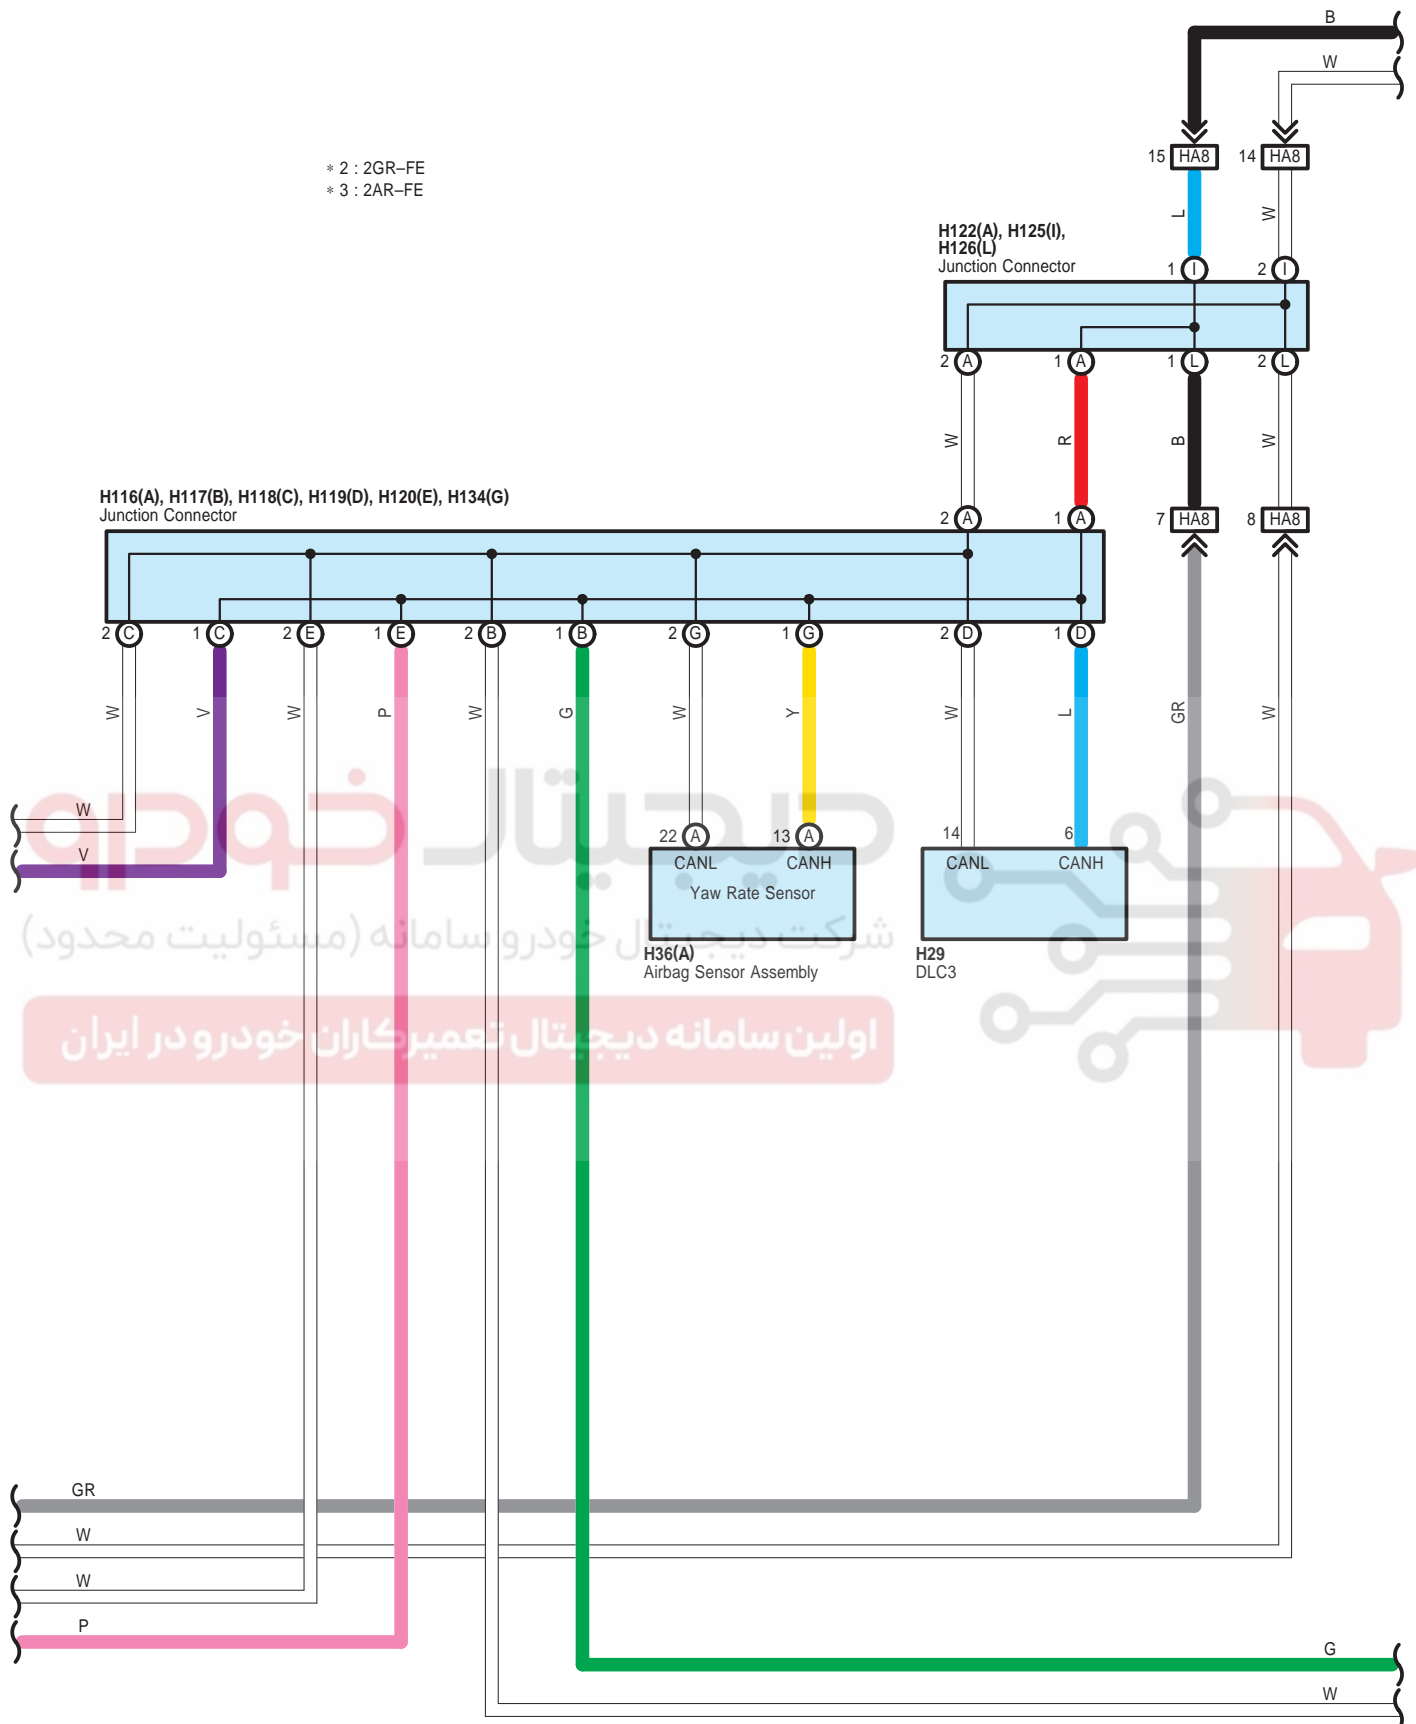 B
W
* 2 : 2GR–FE
* 3 : 2AR–FE
15 HA8 14 HA8
L W
H122(A), H125(I),
H126(L)
Junction Connector
1 I 2 I
2 A 1 A 1 L 2 L
W R B W
H116(A), H117(B), H118(C), H119(D), H120(E), H134(G)
Junction Connector
2 A 1 A 7 HA8 8 HA8
2 C 1 C 2 E 1 E 2 B 1 B 2 G 1 G 2 D 1 D
W V W P W G W Y W L GR W
دیجیتال خودرو
W
V
22 A 13 A 14 6
CANL CANH CANL CANH
Yaw Rate Sensor
شرکت دیجیتال خودرو سامانه (مسئولیت محدود)
H36(A) H29
Airbag Sensor Assembly DLC3
اولین سامانه دیجیتال تعمیرکاران خودرو در ایران
GR
W
W
P
G
W